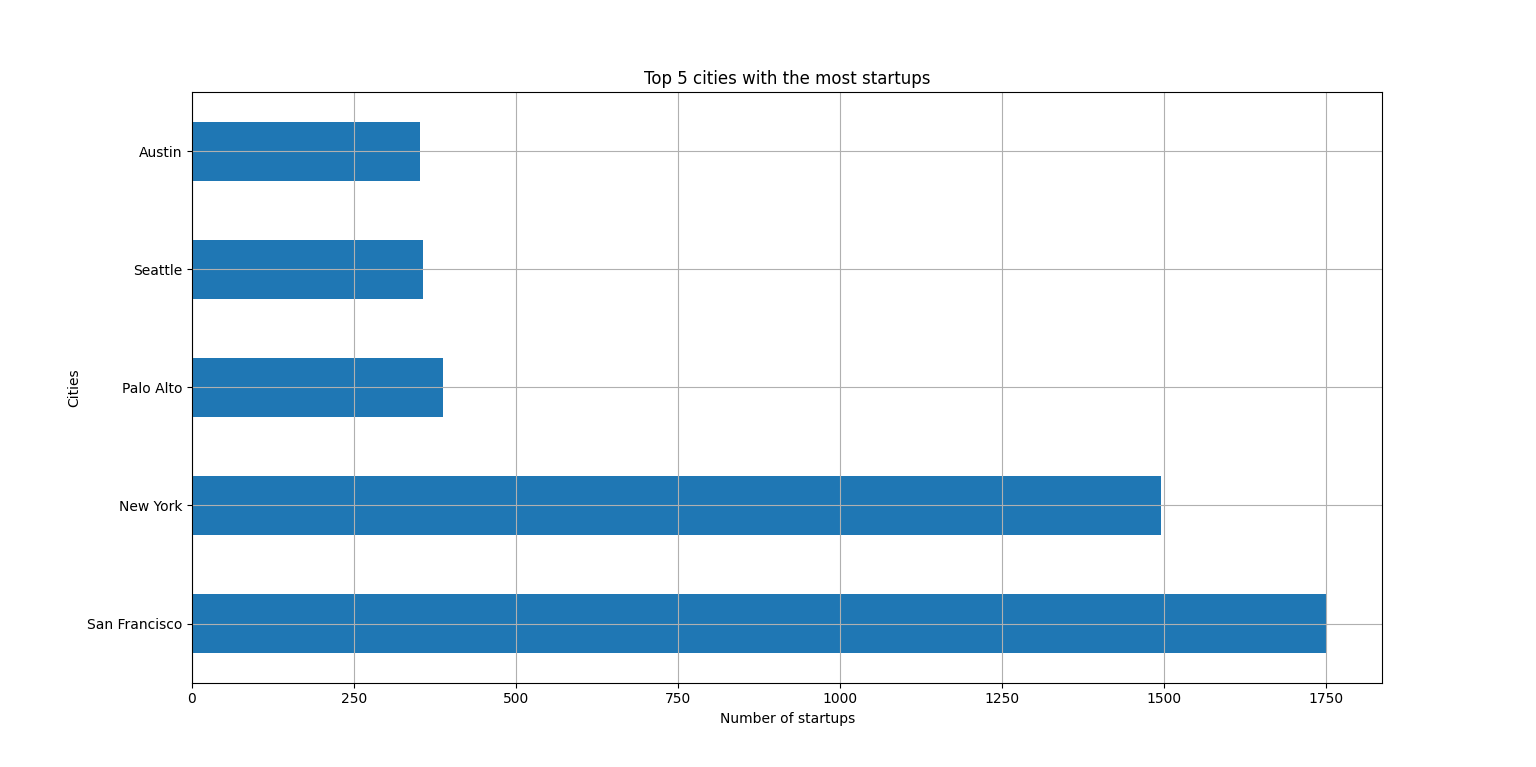 Top 5 cities with the most startups
Austin
Seattle
Palo Alto
New York
San Francisco
Cities
0 250 500 750 1000 1250 1500 1750
Number of startups